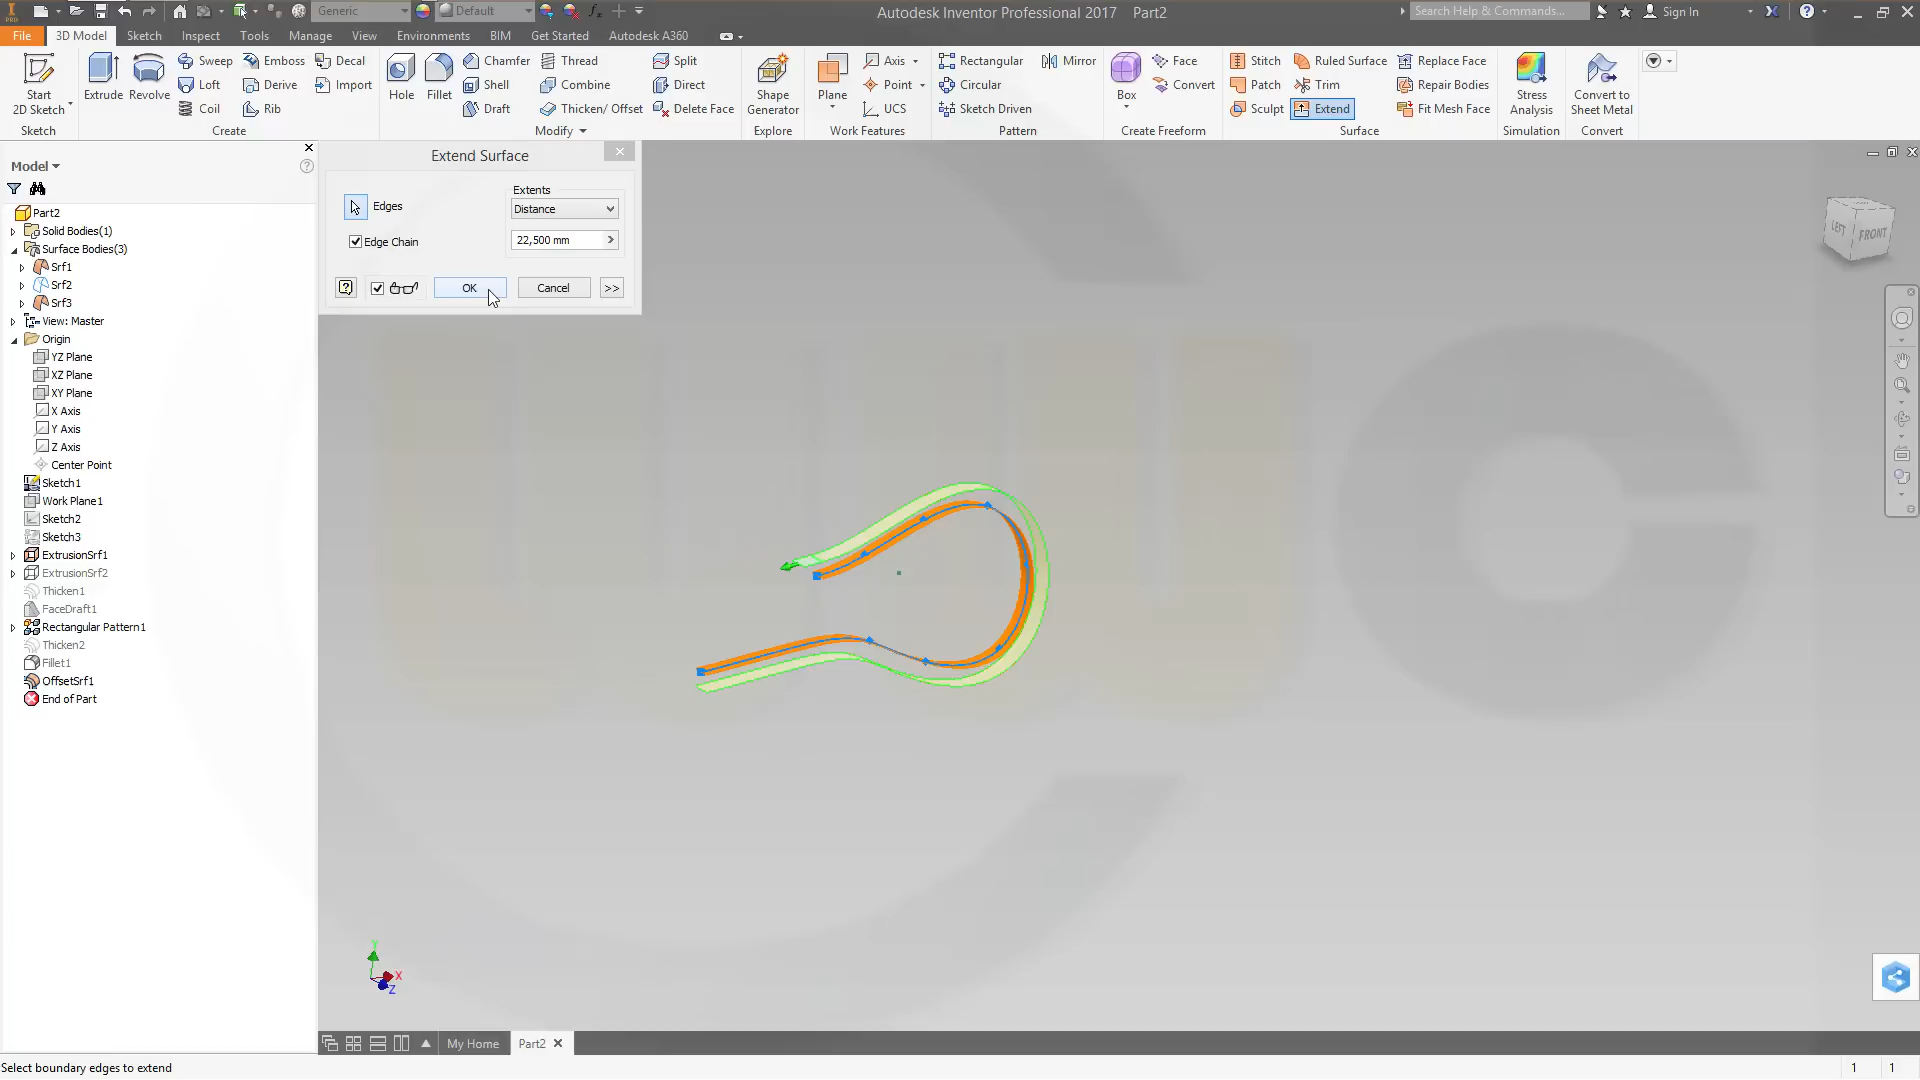 Generic
Default
Autodesk Inventor Professional 2017 Part2
Search Help & Commands...
Sign In
File
3D Model
Sketch
Inspect
Tools
Manage
View
Environments
BIM
Get Started
Autodesk A360
Start
2D Sketch
Sketch
Extrude
Revolve
Sweep
Loft
Coil
Emboss
Derive
Rib
Decal
Import
Create
Hole
Fillet
Chamfer
Shell
Draft
Thread
Combine
Thicken/ Offset
Split
Direct
Delete Face
Modify
Shape
Generator
Explore
Plane
Axis
Point
UCS
Work Features
Rectangular
Circular
Sketch Driven
Mirror
Pattern
Box
Face
Convert
Create Freeform
Stitch
Patch
Sculpt
Ruled Surface
Trim
Extend
Replace Face
Repair Bodies
Fit Mesh Face
Surface
Stress
Analysis
Simulation
Convert to
Sheet Metal
Convert
Model
Part2
Solid Bodies(1)
Surface Bodies(3)
Srf1
Srf2
Srf3
View: Master
Origin
YZ Plane
XZ Plane
XY Plane
X Axis
Y Axis
Z Axis
Center Point
Sketch1
Work Plane1
Sketch2
Sketch3
ExtrusionSrf1
ExtrusionSrf2
Thicken1
FaceDraft1
Rectangular Pattern1
Thicken2
Fillet1
OffsetSrf1
End of Part
Extend Surface
Edges
Edge Chain
Extents
Distance
22,500 mm
OK
Cancel
>>
LEFT
FRONT
Y
X
Z
My Home
Part2
Select boundary edges to extend
1
1